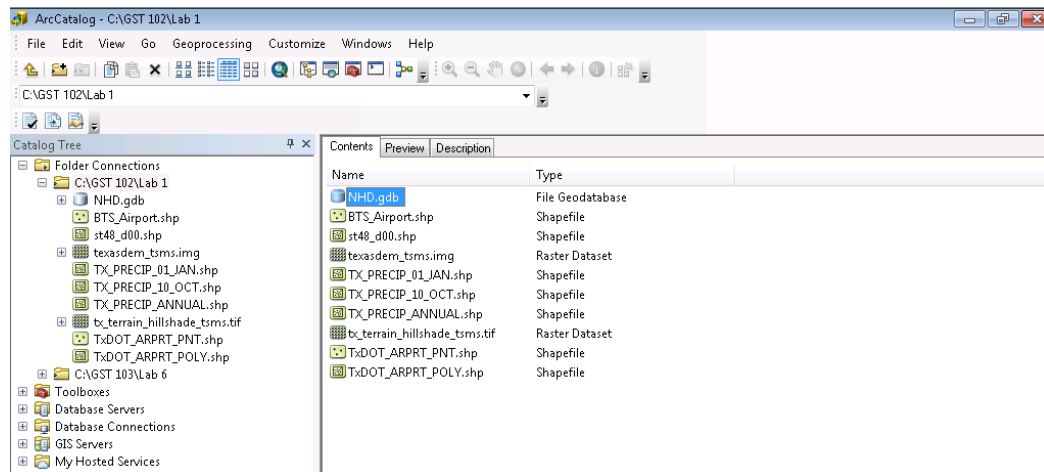 ArcCatalog - C:\GST 102\Lab 1
File Edit View Go Geoprocessing Customize Windows Help
C:\GST 102\Lab 1
Catalog Tree
Folder Connections
C:\GST 102\Lab 1
NHD.gdb
BTS_Airport.shp
st48_d00.shp
texasdem_tsms.img
TX_PRECIP_01_JAN.shp
TX_PRECIP_10_OCT.shp
TX_PRECIP_ANNUAL.shp
tx_terrain_hillshade_tsms.tif
TxDOT_ARPRT_PNT.shp
TxDOT_ARPRT_POLY.shp
C:\GST 103\Lab 6
Toolboxes
Database Servers
Database Connections
GIS Servers
My Hosted Services
Contents Preview Description
Name Type
NHD.gdb File Geodatabase
BTS_Airport.shp Shapefile
st48_d00.shp Shapefile
texasdem_tsms.img Raster Dataset
TX_PRECIP_01_JAN.shp Shapefile
TX_PRECIP_10_OCT.shp Shapefile
TX_PRECIP_ANNUAL.shp Shapefile
tx_terrain_hillshade_tsms.tif Raster Dataset
TxDOT_ARPRT_PNT.shp Shapefile
TxDOT_ARPRT_POLY.shp Shapefile